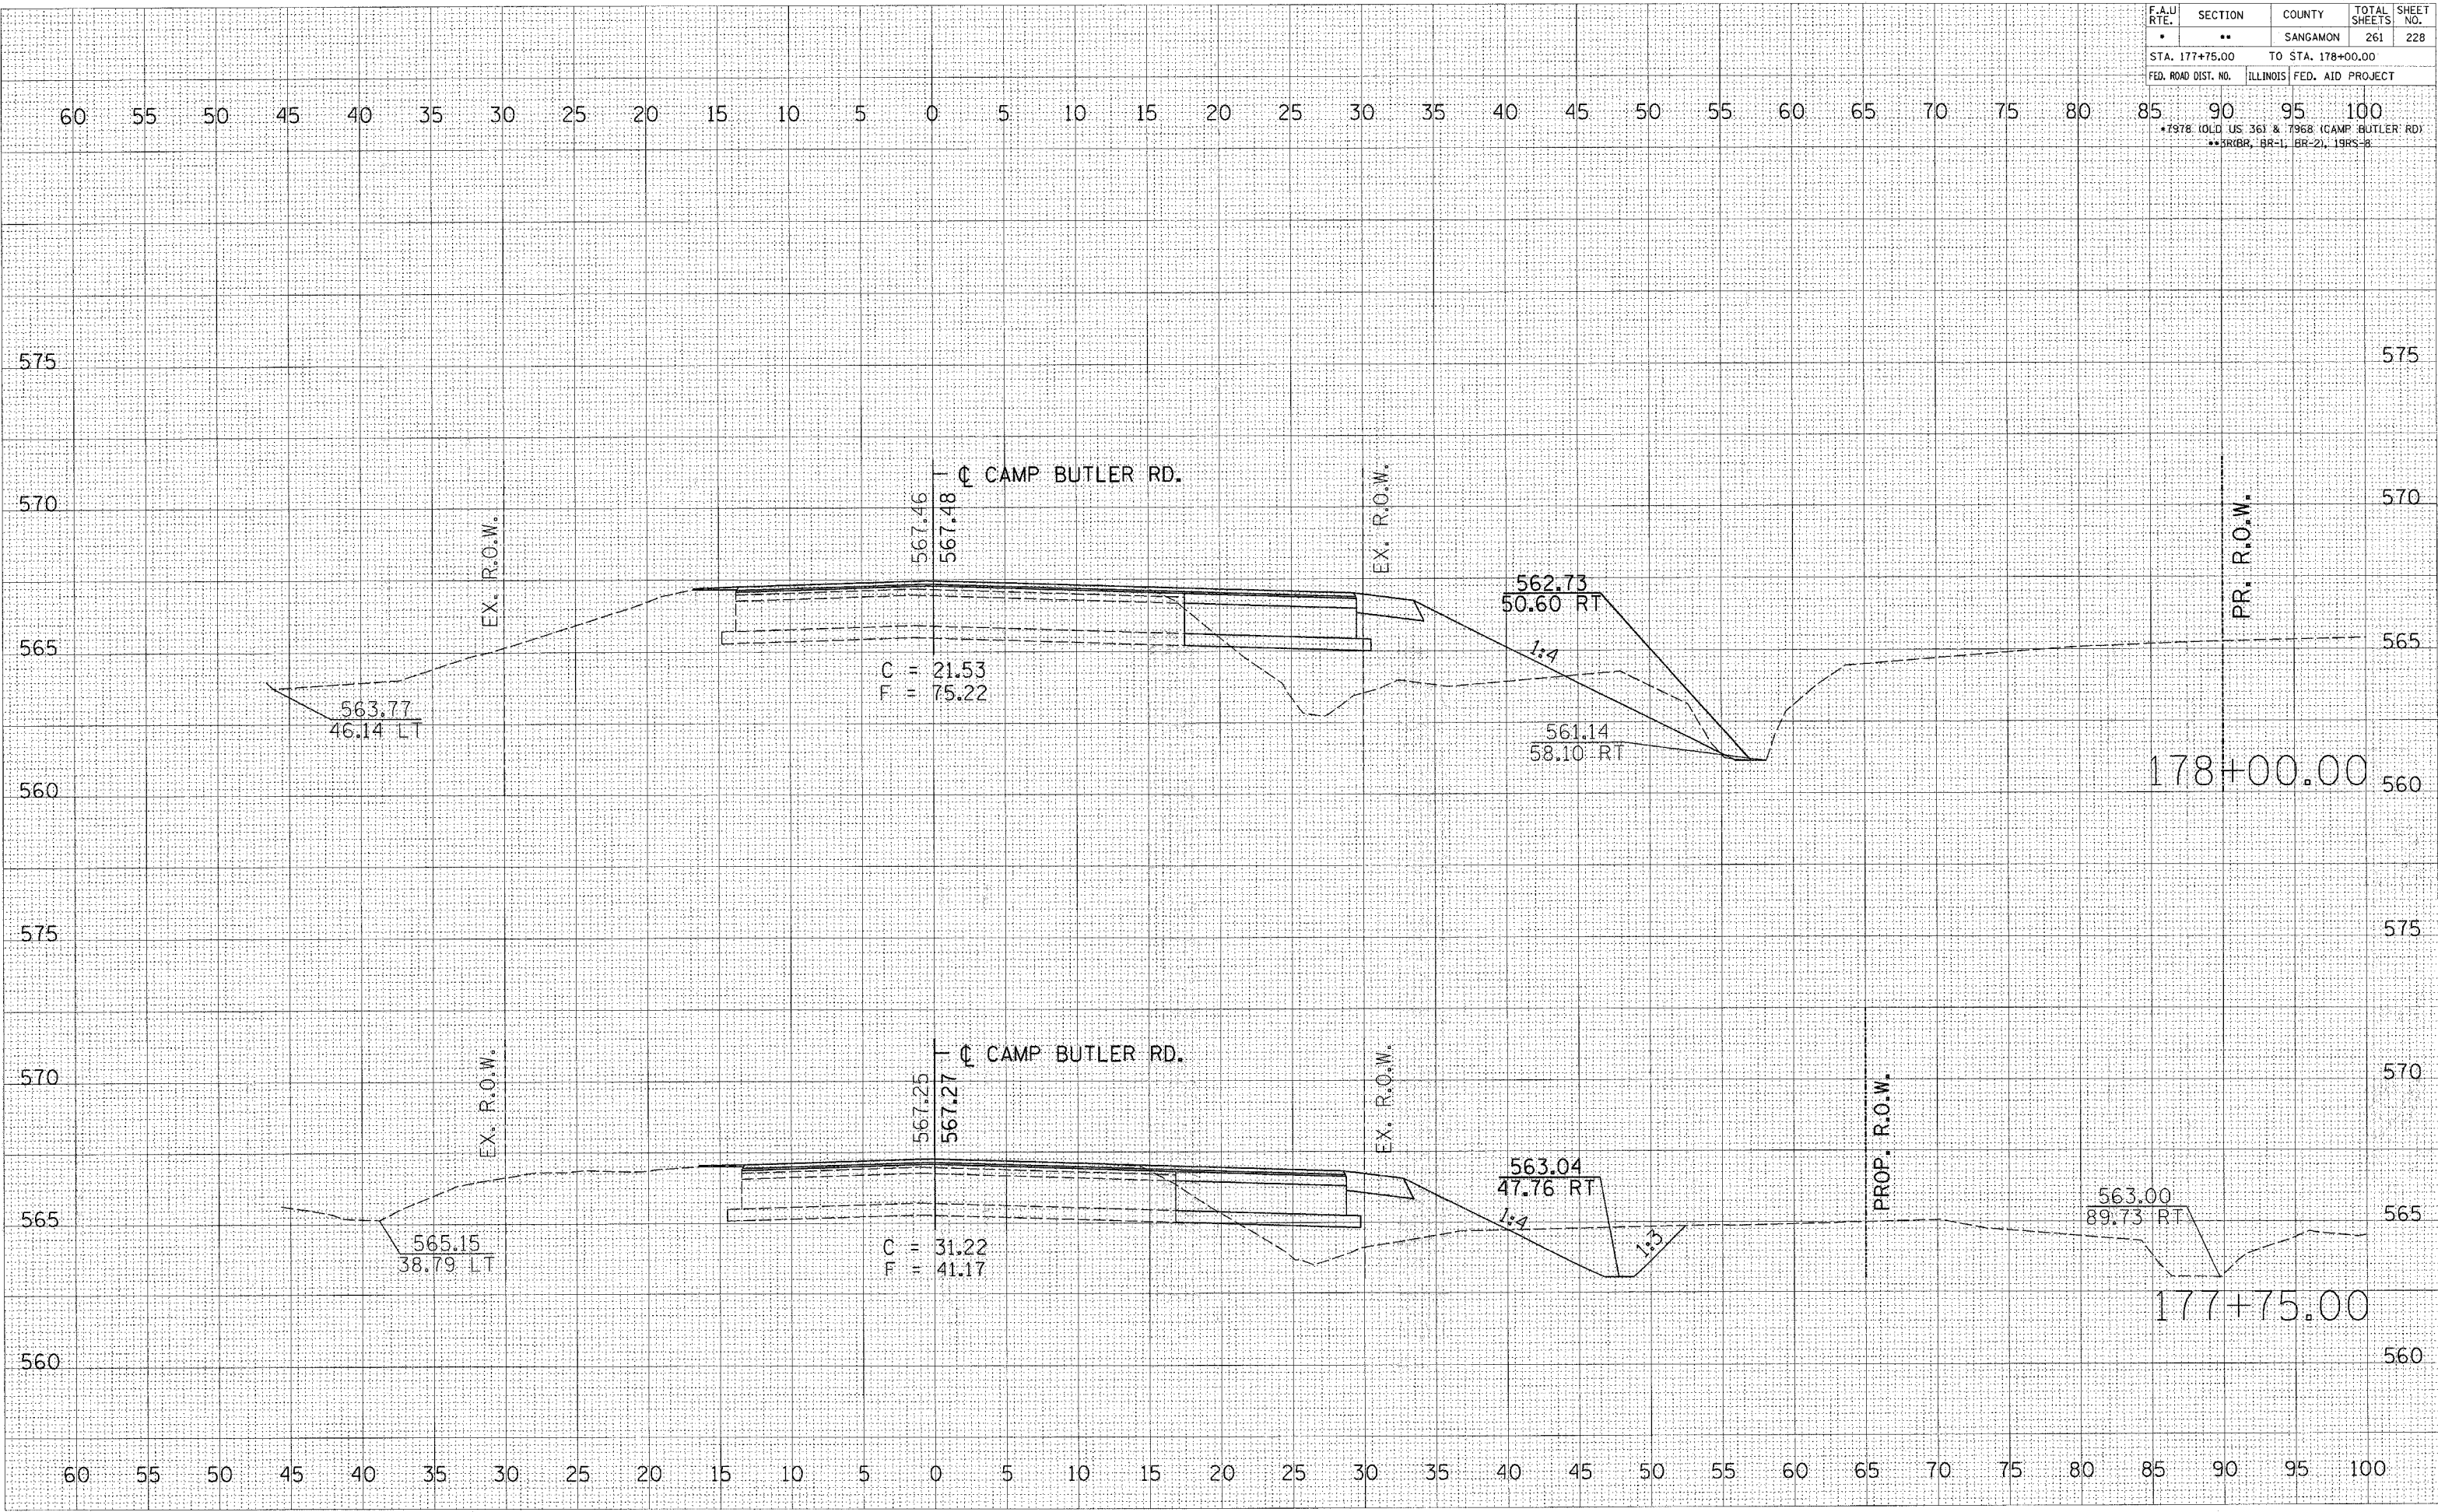 F.A.U RTE. SECTION COUNTY TOTAL SHEETS SHEET NO.
• •• SANGAMON 261 228
STA. 177+75.00 TO STA. 178+00.00
FED. ROAD DIST. NO. ILLINOIS FED. AID PROJECT
60 55 50 45 40 35 30 25 20 15 10 5 0 5 10 15 20 25 30 35 40 45 50 55 60 65 70 75 80 85 90 95 100
•7978 (OLD US 36) & 7968 (CAMP BUTLER RD)
••3R(BR, BR-1, BR-2), 19RS-8
575 575
570 570
℄ CAMP BUTLER RD.
567.46
567.48
EX. R.O.W.
EX. R.O.W.
PR. R.O.W.
562.73
50.60 RT
1:4
565 565
C = 21.53
F = 75.22
563.77
46.14 LT
561.14
58.10 RT
178+00.00
560 560
575 575
570 570
℄ CAMP BUTLER RD.
567.25
567.27
EX. R.O.W.
EX. R.O.W.
PROP. R.O.W.
563.04
47.76 RT
1:4
1:3
563.00
89.73 RT
565 565
565.15
38.79 LT
C = 31.22
F = 41.17
177+75.00
560 560
60 55 50 45 40 35 30 25 20 15 10 5 0 5 10 15 20 25 30 35 40 45 50 55 60 65 70 75 80 85 90 95 100